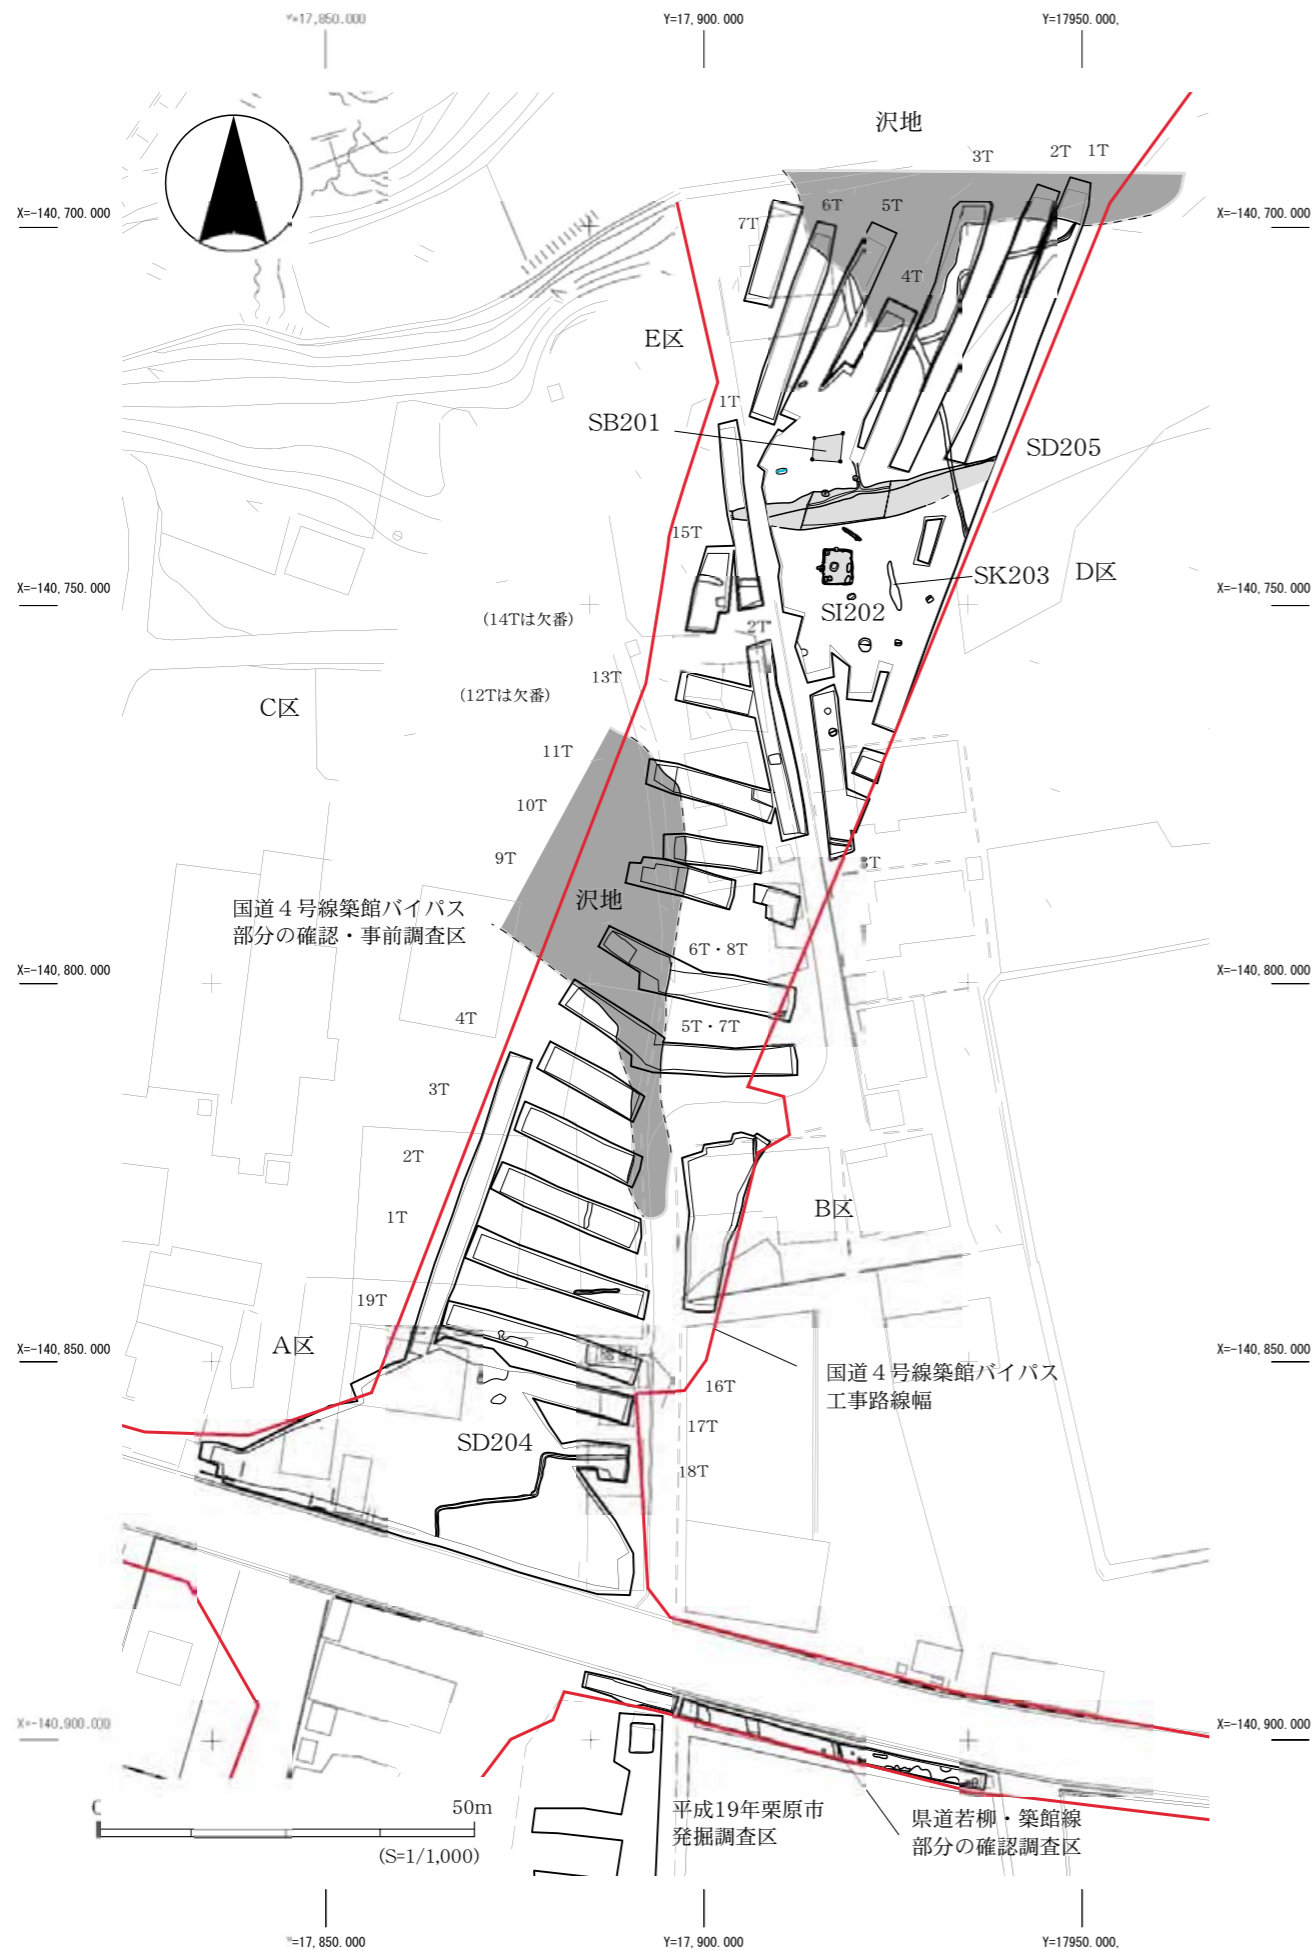 Y=17,850.000
Y=17,900.000
Y=17950.000,
沢地
3T
2T
1T
X=-140,700.000
X=-140,700.000
7T
6T
5T
4T
E区
1T
SB201
SD205
15T
X=-140,750.000
SK203
D区
X=-140,750.000
SI202
(14Tは欠番)
2T
13T
(12Tは欠番)
C区
11T
10T
9T
国道４号線築館バイパス
部分の確認・事前調査区
沢地
6T・8T
X=-140,800.000
X=-140,800.000
4T
5T・7T
3T
2T
1T
B区
19T
A区
X=-140,850.000
X=-140,850.000
国道４号線築館バイパス
工事路線幅
16T
17T
SD204
18T
X=-140,900.000
X=-140,900.000
50m
(S=1/1,000)
平成19年栗原市
発掘調査区
県道若柳・築館線
部分の確認調査区
=17,850.000
Y=17,900.000
Y=17950.000,